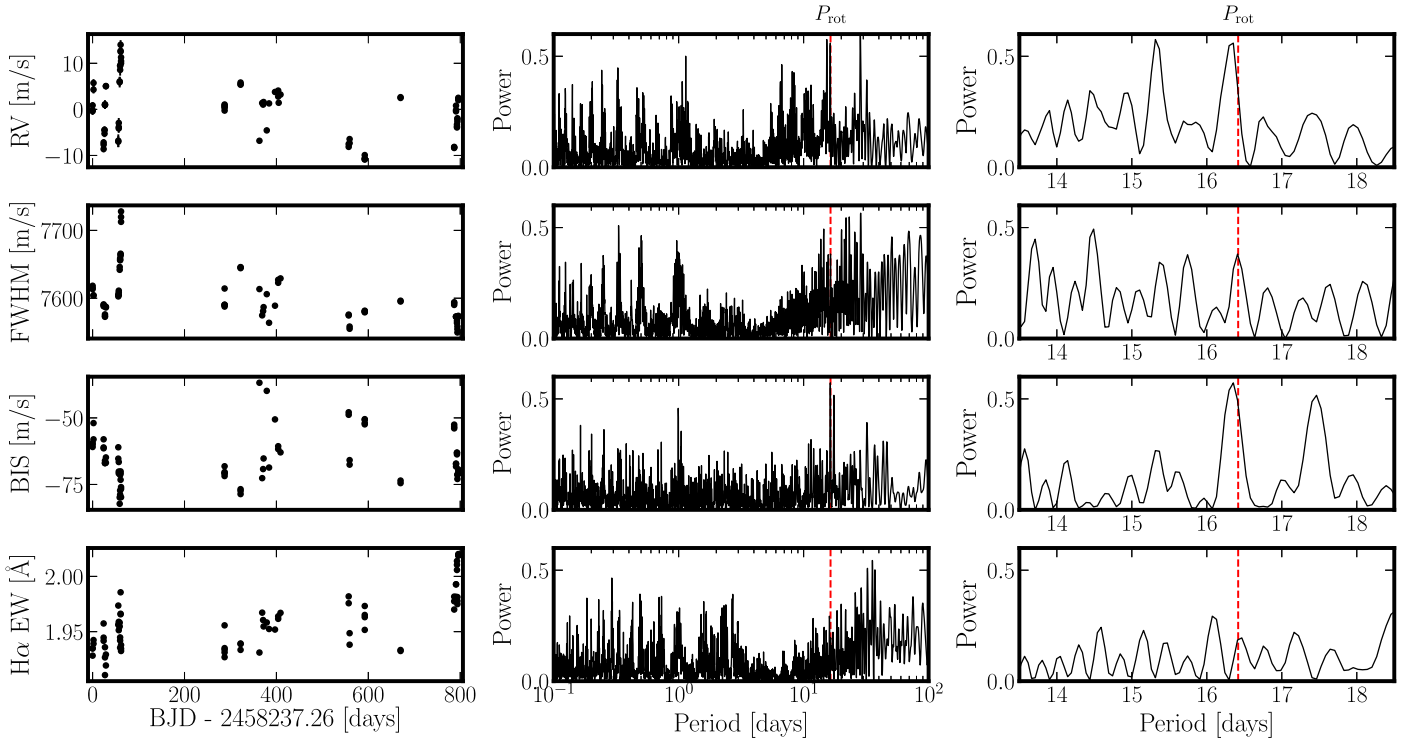 P_rot P_rot
RV [m/s] 10 0 −10 Power 0.5 0.0 Power 0.5 0.0 14 15 16 17 18
FWHM [m/s] 7700 7600 Power 0.5 0.0 Power 0.5 0.0 14 15 16 17 18
BIS [m/s] −50 −75 Power 0.5 0.0 Power 0.5 0.0 14 15 16 17 18
Hα EW [Å] 2.00 1.95 Power 0.5 0.0 Power 0.5 0.0
0 200 400 600 800 10^−1 10^0 10^1 10^2 14 15 16 17 18
BJD - 2458237.26 [days] Period [days] Period [days]